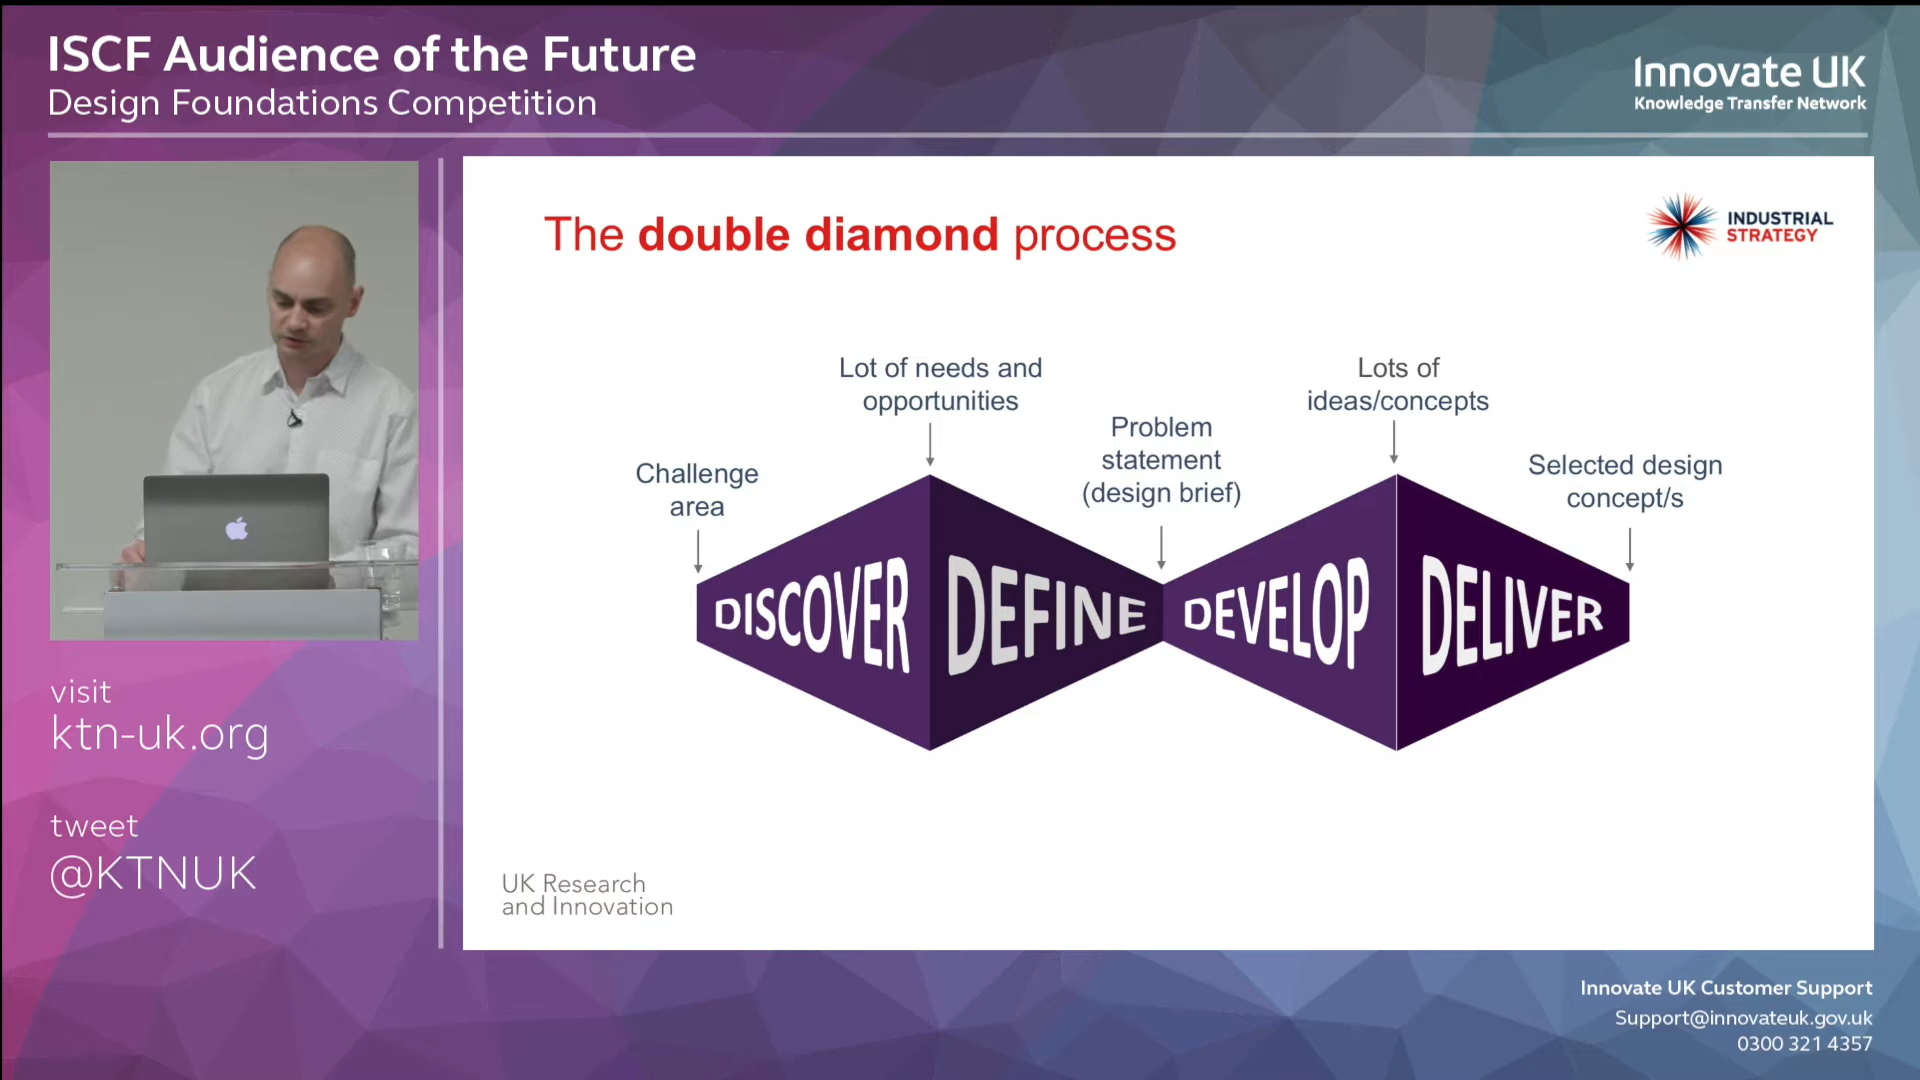 ISCF Audience of the Future
Design Foundations Competition
Innovate UK
Knowledge Transfer Network
The double diamond process
INDUSTRIAL
STRATEGY
Lot of needs and
opportunities
Lots of
ideas/concepts
Problem
statement
(design brief)
Challenge
area
Selected design
concept/s
DISCOVER
DEFINE
DEVELOP
DELIVER
visit
ktn-uk.org
tweet
@KTNUK
UK Research
and Innovation
Innovate UK Customer Support
Support@innovateuk.gov.uk
0300 321 4357